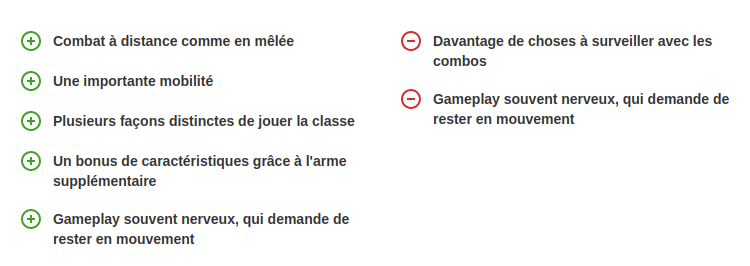 Combat à distance comme en mêlée
Une importante mobilité
Plusieurs façons distinctes de jouer la classe
Un bonus de caractéristiques grâce à l'arme
supplémentaire
Gameplay souvent nerveux, qui demande de
rester en mouvement
Davantage de choses à surveiller avec les
combos
Gameplay souvent nerveux, qui demande de
rester en mouvement